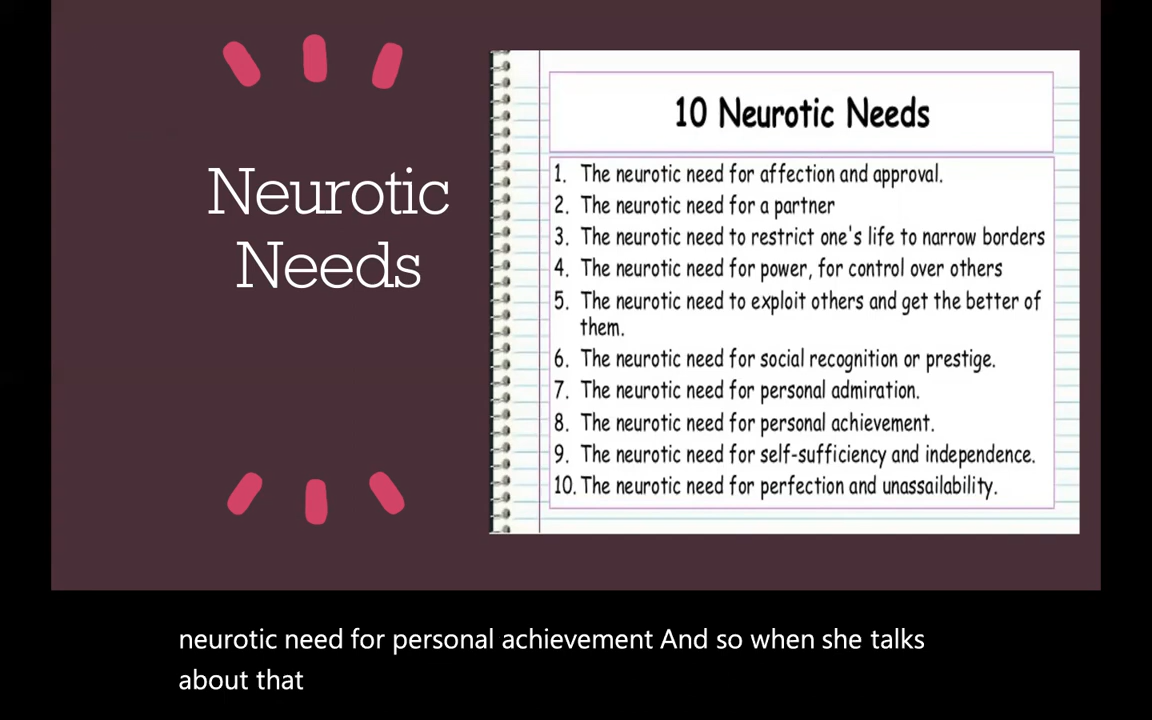 Neurotic
Needs
10 Neurotic Needs
1. The neurotic need for affection and approval.
2. The neurotic need for a partner
3. The neurotic need to restrict one's life to narrow borders
4. The neurotic need for power, for control over others
5. The neurotic need to exploit others and get the better of
them.
6. The neurotic need for social recognition or prestige.
7. The neurotic need for personal admiration.
8. The neurotic need for personal achievement.
9. The neurotic need for self-sufficiency and independence.
10. The neurotic need for perfection and unassailability.
neurotic need for personal achievement And so when she talks
about that